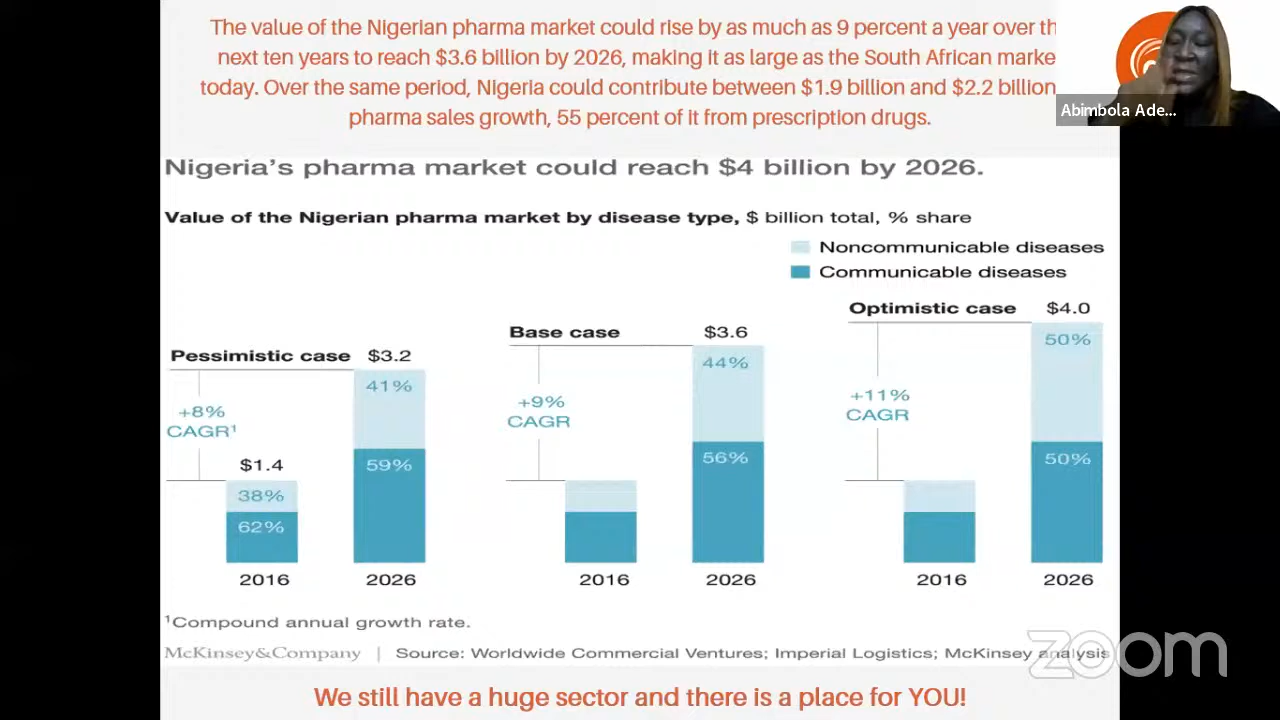 The value of the Nigerian pharma market could rise by as much as 9 percent a year over th
next ten years to reach $3.6 billion by 2026, making it as large as the South African marke
today. Over the same period, Nigeria could contribute between $1.9 billion and $2.2 billion
pharma sales growth, 55 percent of it from prescription drugs.
Abimbola Ade...
Nigeria's pharma market could reach $4 billion by 2026.
Value of the Nigerian pharma market by disease type, $ billion total, % share
Noncommunicable diseases
Communicable diseases
Pessimistic case $3.2
41%
+8%
CAGR¹
59%
$1.4
38%
62%
2016 2026
Base case $3.6
44%
+9%
CAGR
56%
2016 2026
Optimistic case $4.0
50%
+11%
CAGR
50%
2016 2026
¹Compound annual growth rate.
McKinsey&Company | Source: Worldwide Commercial Ventures; Imperial Logistics; McKinsey analysis
zoom
We still have a huge sector and there is a place for YOU!